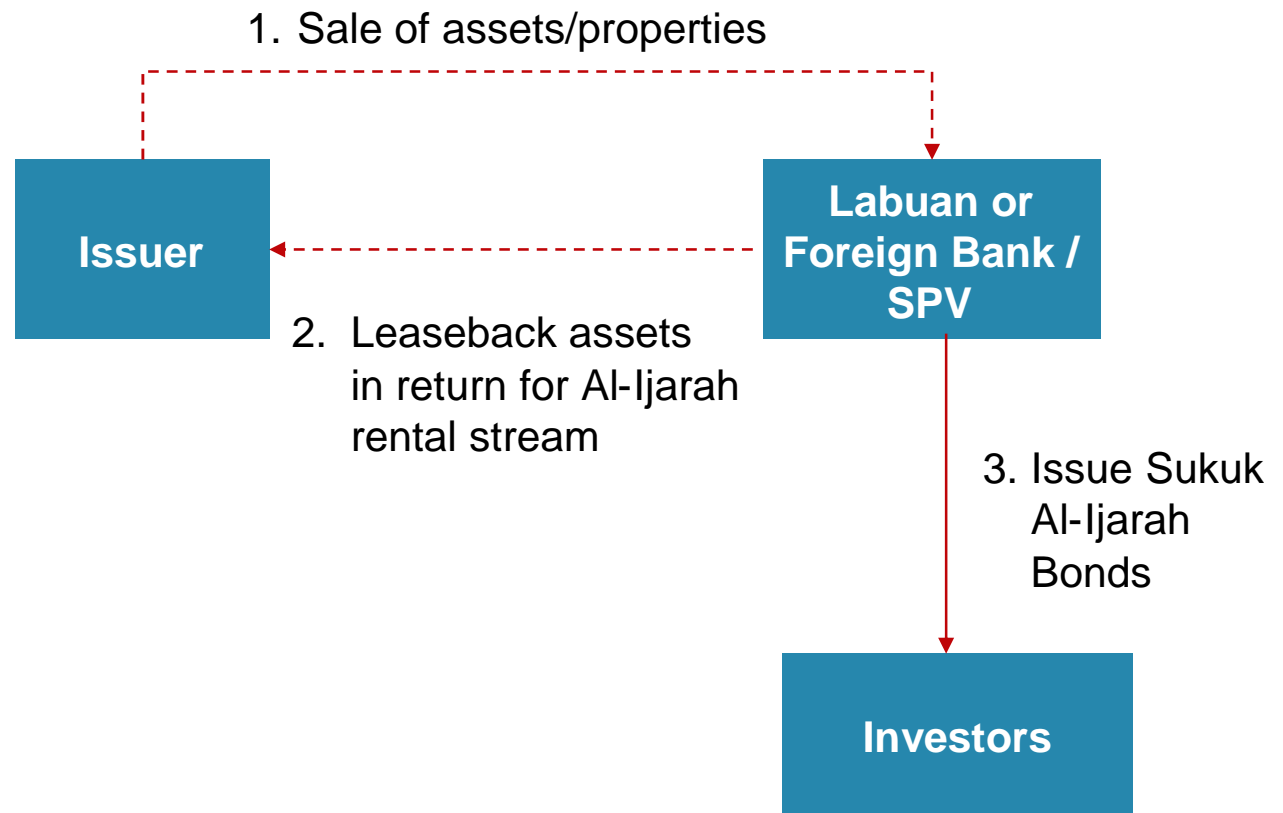 1. Sale of assets/properties
Issuer
Labuan or
Foreign Bank /
SPV
2. Leaseback assets
in return for Al-Ijarah
rental stream
3. Issue Sukuk
Al-Ijarah
Bonds
Investors